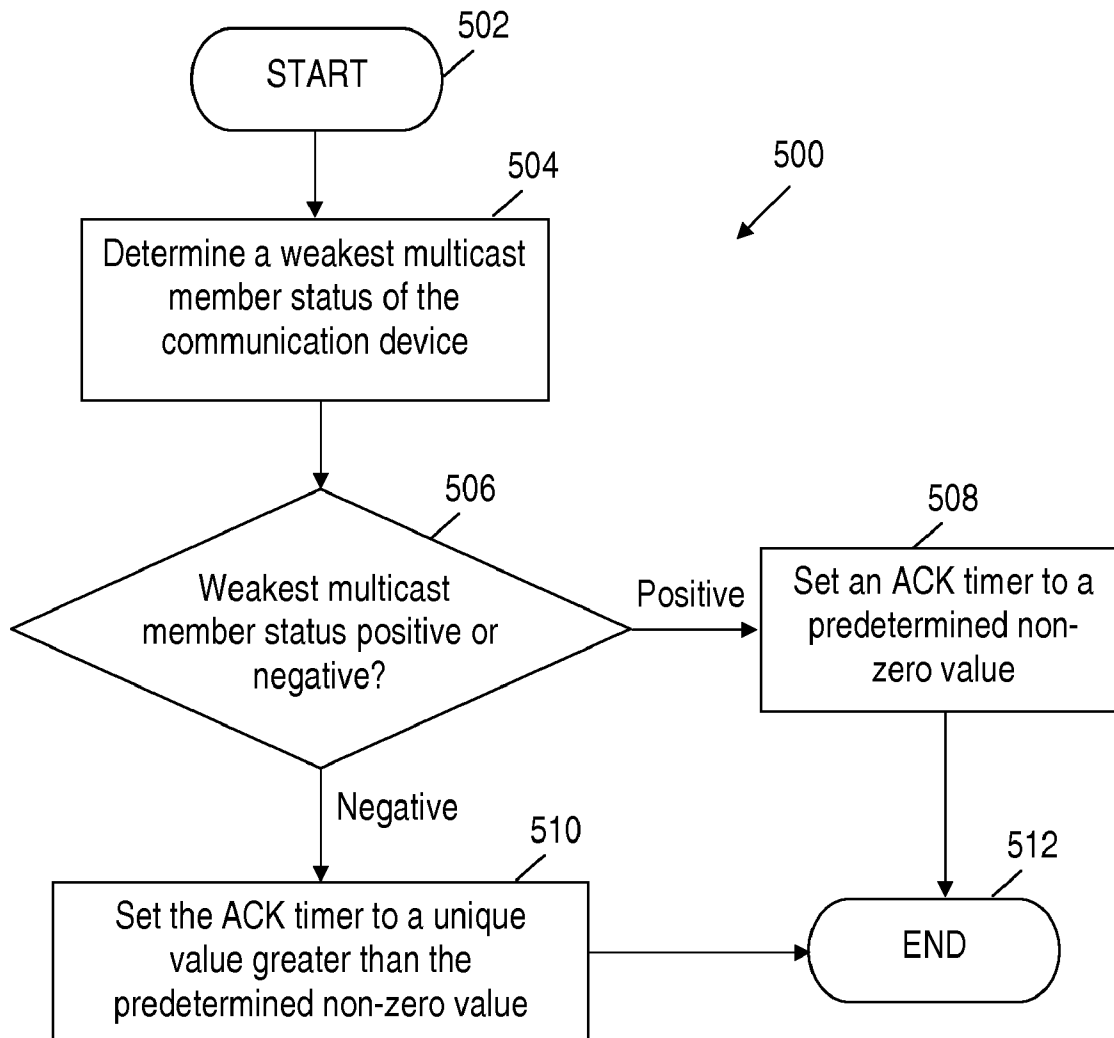 502
START
504
500
Determine a weakest multicast
member status of the
communication device
506
508
Weakest multicast
member status positive or
negative?
Positive
Set an ACK timer to a
predetermined non-
zero value
Negative
510
512
Set the ACK timer to a unique
value greater than the
predetermined non-zero value
END